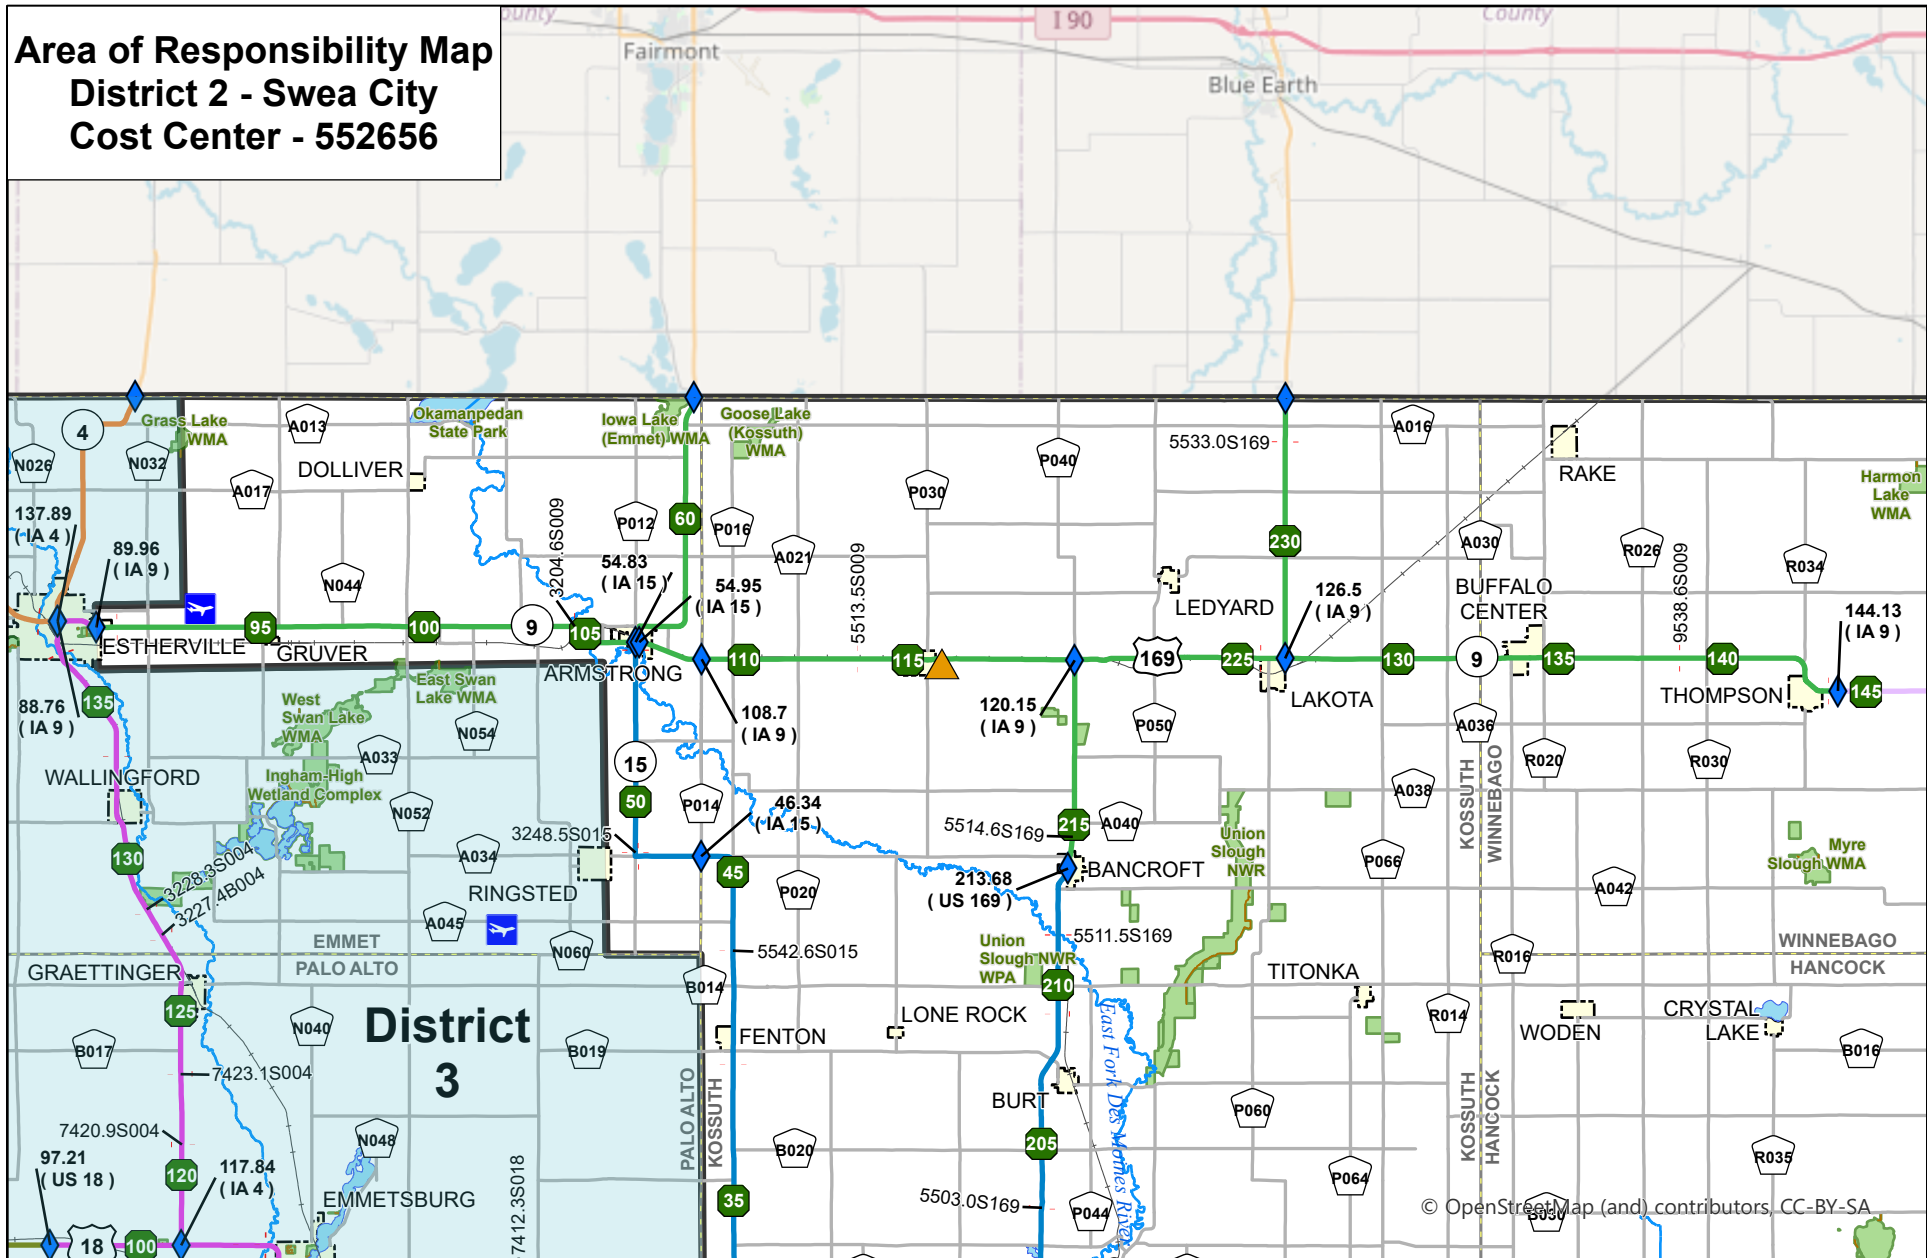 Area of Responsibility Map
District 2 - Swea City
Cost Center - 552656
ounty
Fairmont
I 90
County
Blue Earth
4
Grass Lake
WMA
A013
Okamanpedan
State Park
Iowa Lake
(Emmet) WMA
Goose Lake
(Kossuth)
WMA
N026
N032
A017
DOLLIVER
P040
5533.0S169
A016
RAKE
Harmon
Lake
WMA
137.89
( IA 4 )
89.96
( IA 9 )
N044
3204.6S009
P012
60
P016
A021
P030
5513.5S009
230
A030
R026
R034
9538.6S009
54.83
( IA 15 )
54.95
( IA 15 )
LEDYARD
126.5
( IA 9 )
BUFFALO
CENTER
144.13
( IA 9 )
ESTHERVILLE
95
GRUVER
100
9
105
ARMSTRONG
110
115
169
225
LAKOTA
130
9
135
140
THOMPSON
145
88.76
( IA 9 )
135
West
Swan Lake
WMA
East Swan
Lake WMA
N054
A033
108.7
( IA 9 )
120.15
( IA 9 )
P050
A036
R020
R030
WALLINGFORD
Ingham-High
Wetland Complex
N052
15
50
P014
46.34
( IA 15 )
A038
KOSSUTH
WINNEBAGO
130
3228.3S004
3227.4B004
A034
3248.5S015
RINGSTED
45
P020
5514.6S169
215
A040
BANCROFT
213.68
( US 169 )
Union
Slough
NWR
P066
A042
Myre
Slough WMA
A045
EMMET
PALO ALTO
N060
5542.6S015
5511.5S169
Union
Slough NWR
WPA
WINNEBAGO
HANCOCK
R016
GRAETTINGER
125
B014
210
TITONKA
R014
WODEN
CRYSTAL
LAKE
B017
N040
District
3
B019
FENTON
LONE ROCK
B016
7423.1S004
BURT
East Fork Des Moines River
P060
KOSSUTH
HANCOCK
PALO ALTO
KOSSUTH
7420.9S004
N048
B020
205
R035
97.21
( US 18 )
120
117.84
( IA 4 )
EMMETSBURG
7412.3S018
35
5503.0S169
P044
P064
B030
18
100
© OpenStreetMap (and) contributors, CC-BY-SA